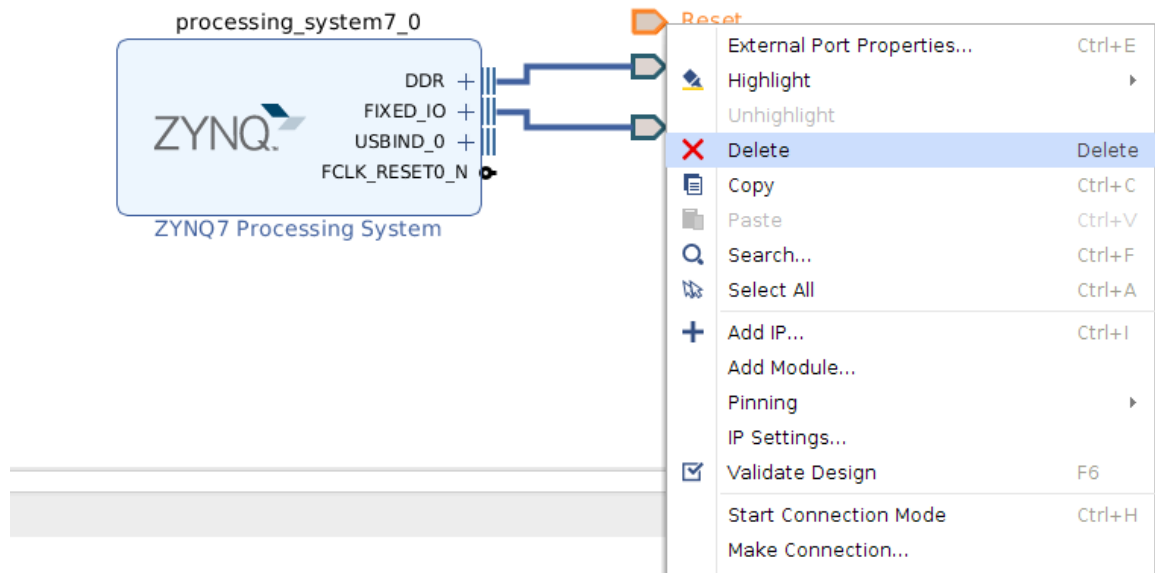 processing_system7_0
Reset
DDR
FIXED_IO
USBIND_0
FCLK_RESET0_N
ZYNQ.
ZYNQ7 Processing System
External Port Properties... Ctrl+E
Highlight
Unhighlight
Delete Delete
Copy Ctrl+C
Paste Ctrl+V
Search... Ctrl+F
Select All Ctrl+A
Add IP... Ctrl+I
Add Module...
Pinning
IP Settings...
Validate Design F6
Start Connection Mode Ctrl+H
Make Connection...